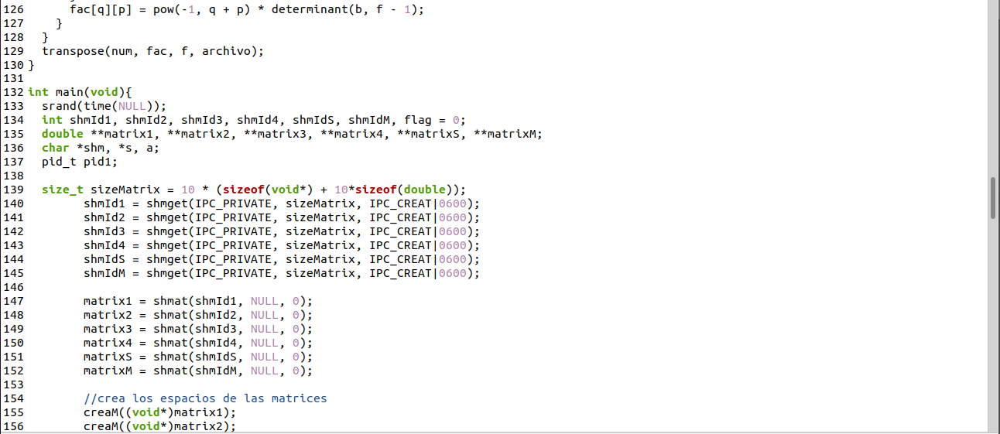 126       fac[q][p] = pow(-1, q + p) * determinant(b, f - 1);
127     }
128   }
129   transpose(num, fac, f, archivo);
130 }
131
132 int main(void){
133   srand(time(NULL));
134   int shmId1, shmId2, shmId3, shmId4, shmIdS, shmIdM, flag = 0;
135   double **matrix1, **matrix2, **matrix3, **matrix4, **matrixS, **matrixM;
136   char *shm, *s, a;
137   pid_t pid1;
138
139   size_t sizeMatrix = 10 * (sizeof(void*) + 10*sizeof(double));
140         shmId1 = shmget(IPC_PRIVATE, sizeMatrix, IPC_CREAT|0600);
141         shmId2 = shmget(IPC_PRIVATE, sizeMatrix, IPC_CREAT|0600);
142         shmId3 = shmget(IPC_PRIVATE, sizeMatrix, IPC_CREAT|0600);
143         shmId4 = shmget(IPC_PRIVATE, sizeMatrix, IPC_CREAT|0600);
144         shmIdS = shmget(IPC_PRIVATE, sizeMatrix, IPC_CREAT|0600);
145         shmIdM = shmget(IPC_PRIVATE, sizeMatrix, IPC_CREAT|0600);
146
147         matrix1 = shmat(shmId1, NULL, 0);
148         matrix2 = shmat(shmId2, NULL, 0);
149         matrix3 = shmat(shmId3, NULL, 0);
150         matrix4 = shmat(shmId4, NULL, 0);
151         matrixS = shmat(shmIdS, NULL, 0);
152         matrixM = shmat(shmIdM, NULL, 0);
153
154         //crea los espacios de las matrices
155         creaM((void*)matrix1);
156         creaM((void*)matrix2);